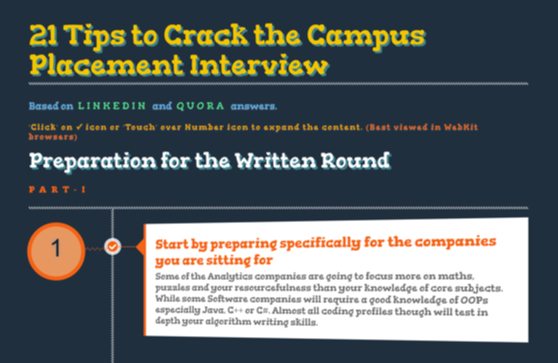 21 Tips to Crack the Campus
Placement Interview
Based on LINKEDIN and QUORA answers.
'Click' on ✓ icon or 'Touch' over Number icon to expand the content. (Best viewed in WebKit
browsers)
Preparation for the Written Round
PART-I
1
Start by preparing specifically for the companies
you are sitting for
Some of the Analytics companies are going to focus more on maths,
puzzles and your resourcefulness than your knowledge of core subjects.
While some Software companies will require a good knowledge of OOPs
especially Java, C++ or C#. Almost all coding profiles though will test in
depth your algorithm writing skills.